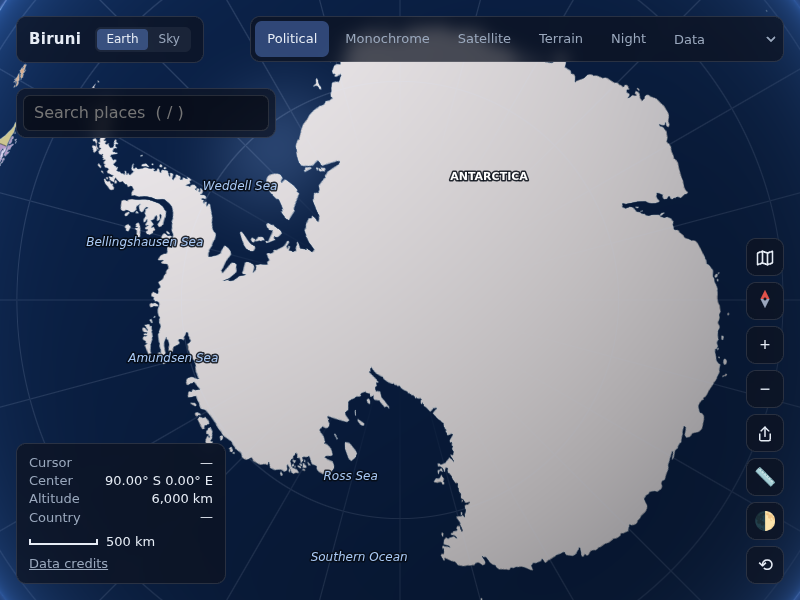 Biruni Earth Sky
Political Monochrome Satellite Terrain Night Data
Search places ( / )
ANTARCTICA
Weddell Sea
Bellingshausen Sea
Amundsen Sea
Ross Sea
Southern Ocean
Cursor —
Center 90.00° S 0.00° E
Altitude 6,000 km
Country —
500 km
Data credits